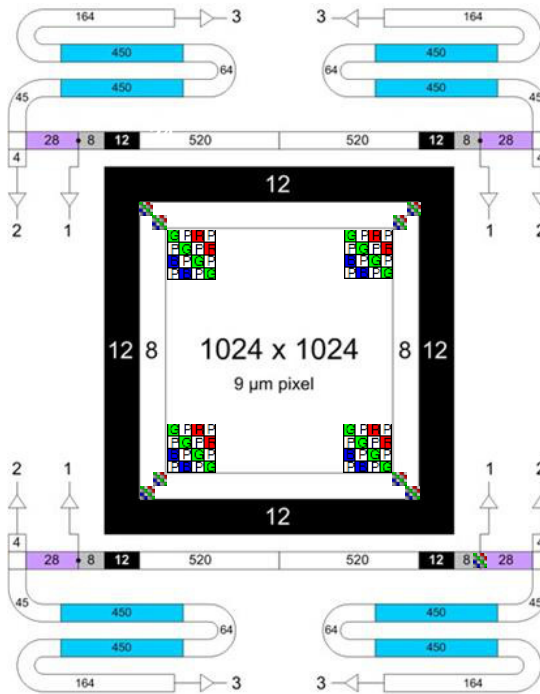 164 3 3 164
450 450
64 64
450 450
45 45
28 8 12 520 520 12 8 28
4 4
12
2 1 1 2
G P R P G P R P
P G P R P G P R
B P G P B P G P
P B P G P B P G
12 8 1024 x 1024 8 12
9 µm pixel
G P R P G P R P
P G P R P G P R
B P G P B P G P
P B P G P B P G
2 1 1 2
12
4 4
28 8 12 520 520 12 8 28
45 45
450 450
64 64
450 450
164 3 3 164